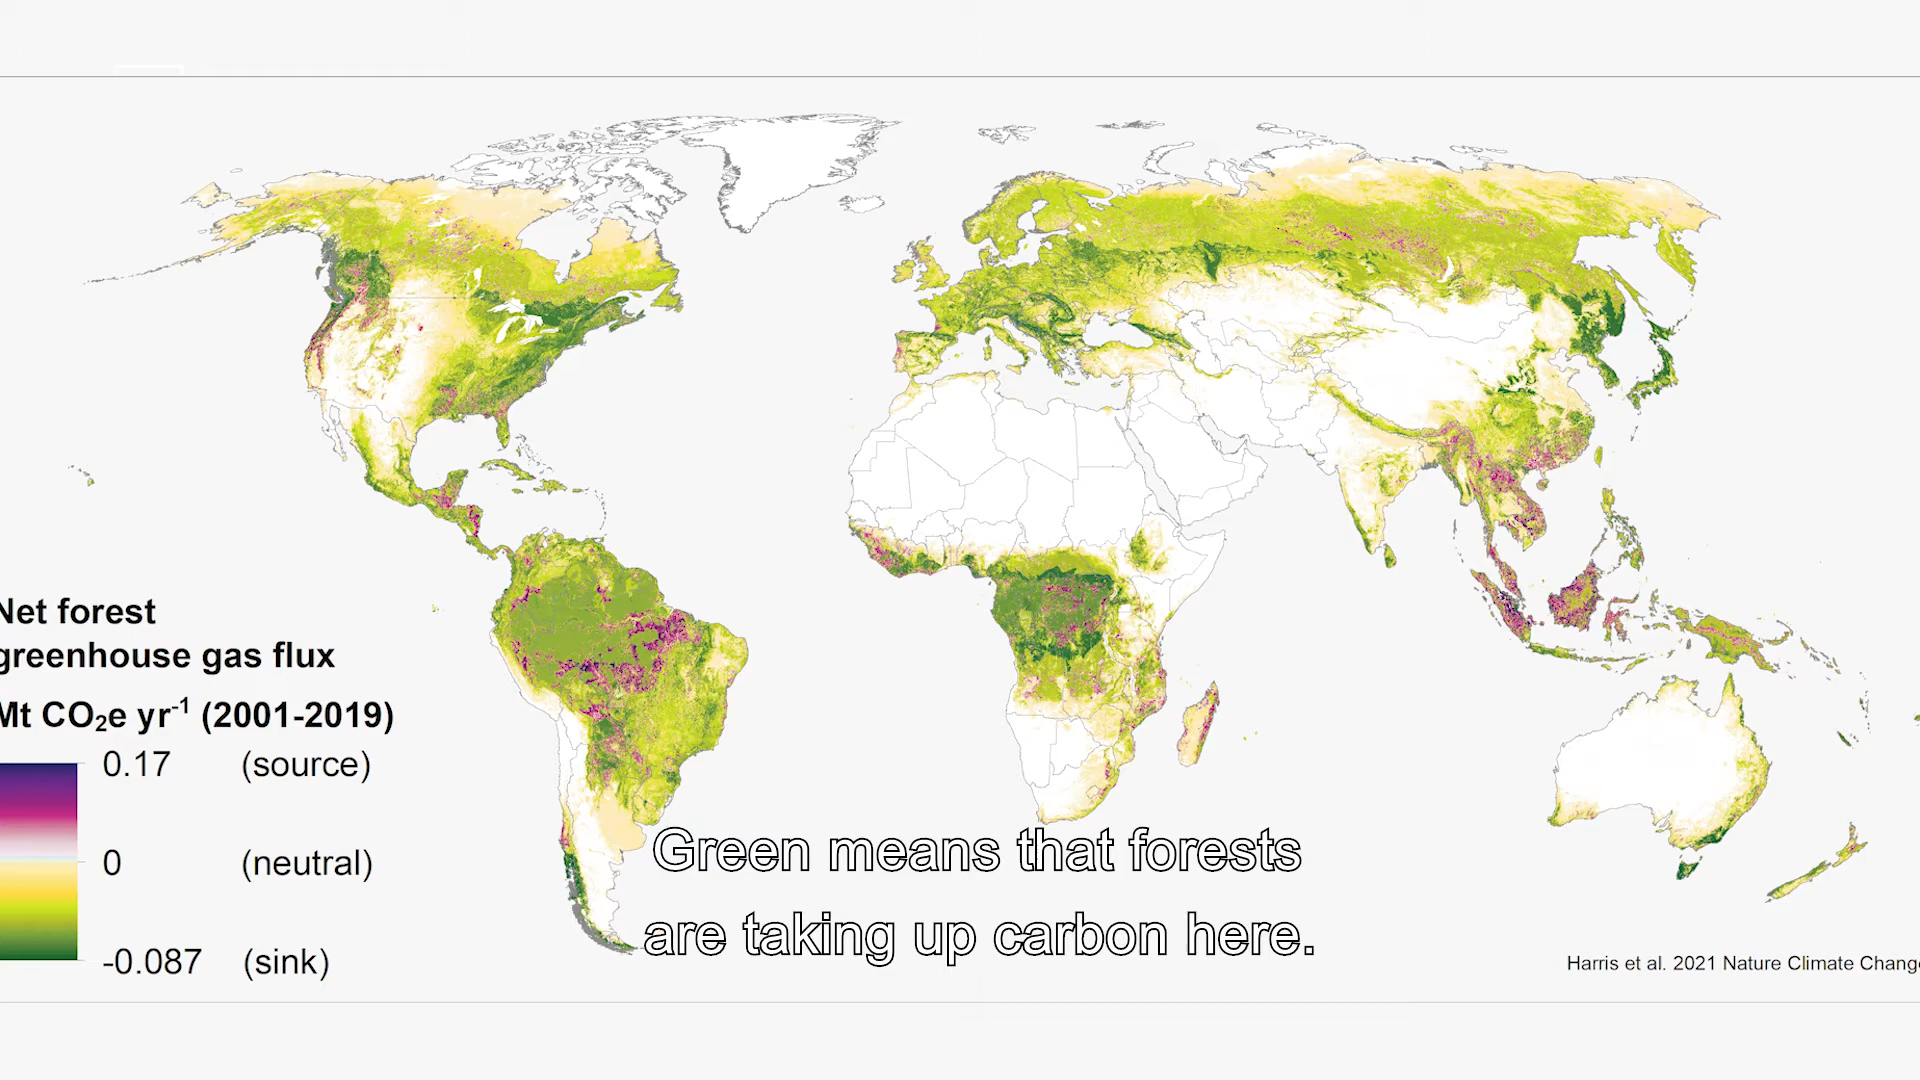 Net forest
greenhouse gas flux
Mt CO₂e yr⁻¹ (2001-2019)
0.17 (source)
0 (neutral)
-0.087 (sink)
Green means that forests
are taking up carbon here.
Harris et al. 2021 Nature Climate Change